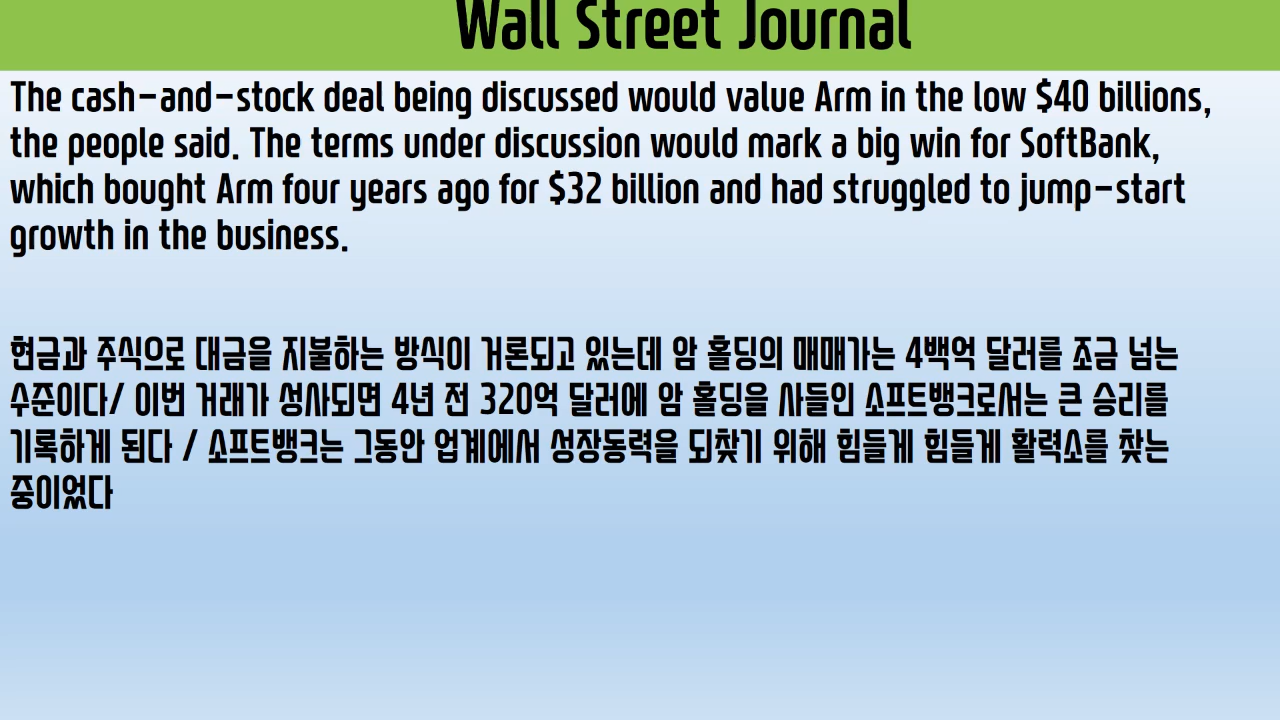 Wall Street Journal
The cash-and-stock deal being discussed would value Arm in the low $40 billions,
the people said. The terms under discussion would mark a big win for SoftBank,
which bought Arm four years ago for $32 billion and had struggled to jump-start
growth in the business.
현금과 주식으로 대금을 지불하는 방식이 거론되고 있는데 암 홀딩의 매매가는 4백억 달러를 조금 넘는
수준이다/ 이번 거래가 성사되면 4년 전 320억 달러에 암 홀딩을 사들인 소프트뱅크로서는 큰 승리를
기록하게 된다 / 소프트뱅크는 그동안 업계에서 성장동력을 되찾기 위해 힘들게 힘들게 활력소를 찾는
중이었다